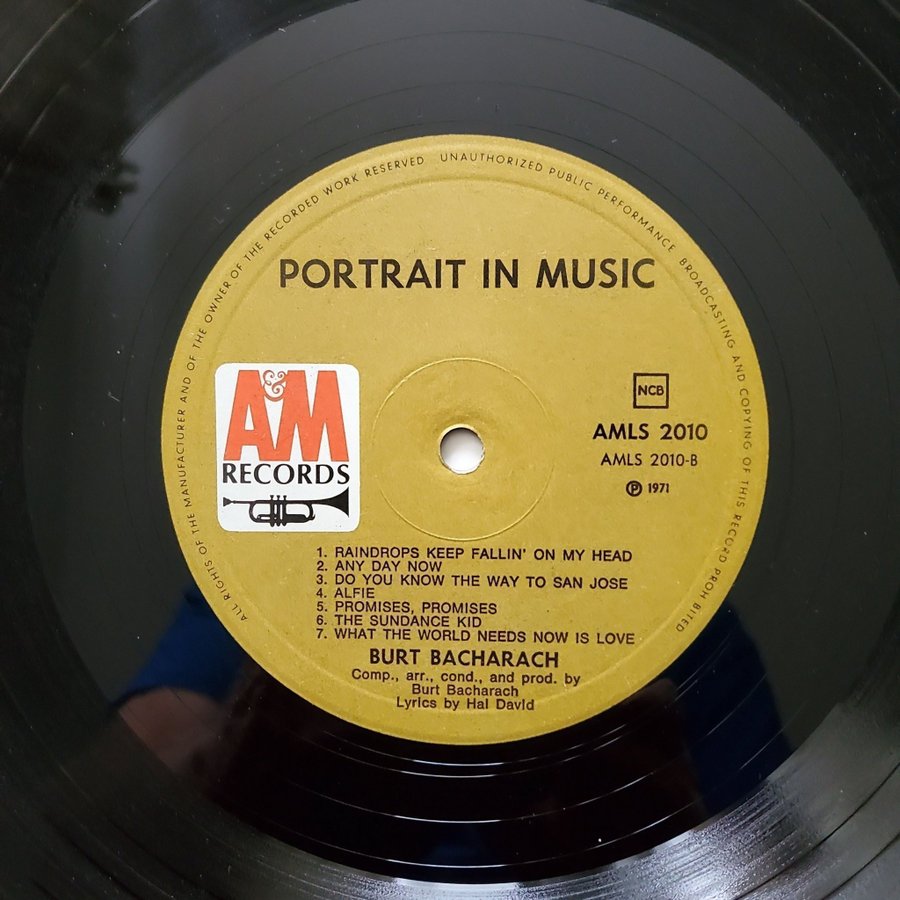 ALL RIGHTS OF THE MANUFACTURER AND OF THE OWNER OF THE RECORDED WORK RESERVED UNAUTHORIZED PUBLIC PERFORMANCE BROADCASTING AND COPYING OF THIS RECORD PROHIBITED
PORTRAIT IN MUSIC
A&M
RECORDS
NCB
AMLS 2010
AMLS 2010-B
℗ 1971
1. RAINDROPS KEEP FALLIN' ON MY HEAD
2. ANY DAY NOW
3. DO YOU KNOW THE WAY TO SAN JOSE
4. ALFIE
5. PROMISES, PROMISES
6. THE SUNDANCE KID
7. WHAT THE WORLD NEEDS NOW IS LOVE
BURT BACHARACH
Comp., arr., cond., and prod. by
Burt Bacharach
Lyrics by Hal David